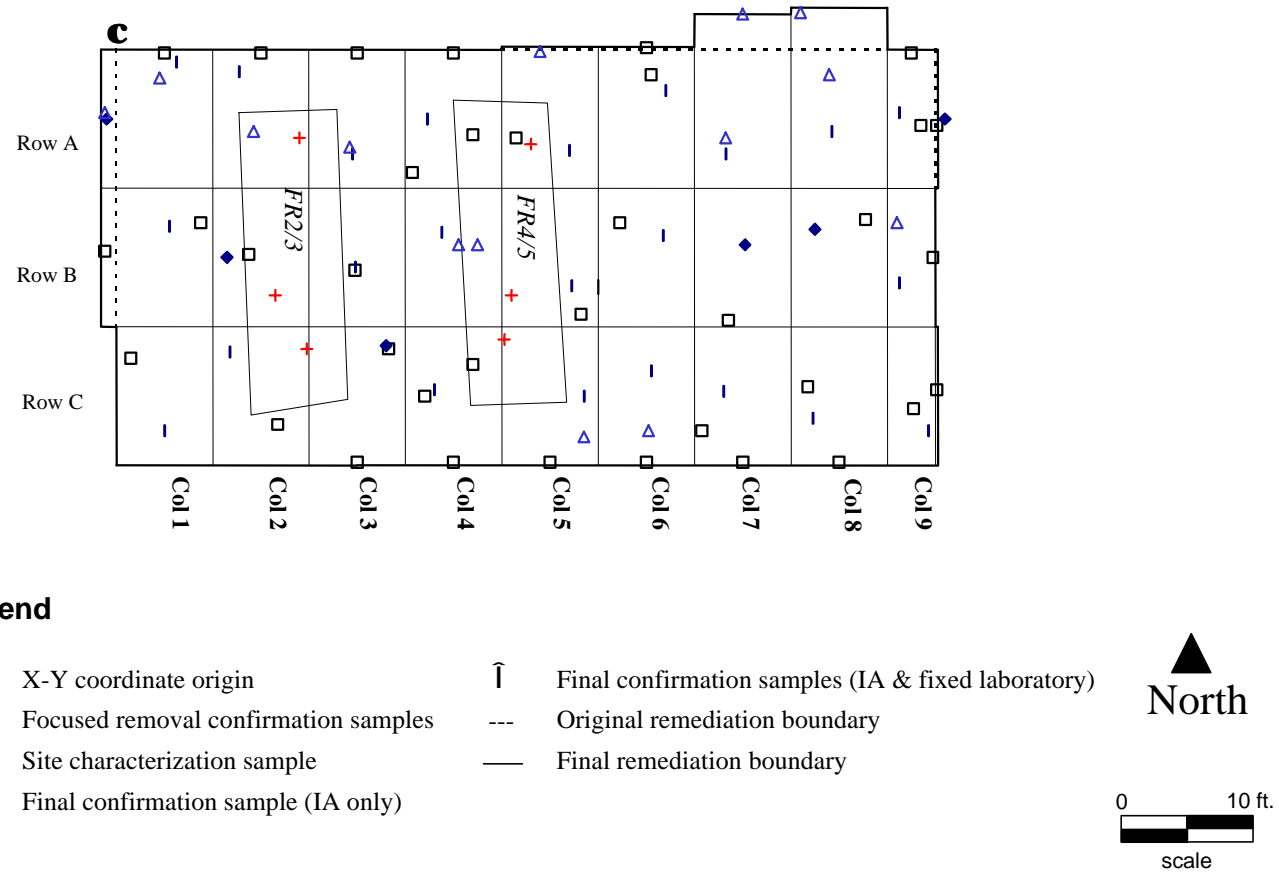 c
Row A
Row B
Row C
FR2/3
FR4/5
Col 1
Col 2
Col 3
Col 4
Col 5
Col 6
Col 7
Col 8
Col 9
end
X-Y coordinate origin
Focused removal confirmation samples
Site characterization sample
Final confirmation sample (IA only)
Î Final confirmation samples (IA & fixed laboratory)
--- Original remediation boundary
Final remediation boundary
North
0 10 ft.
scale